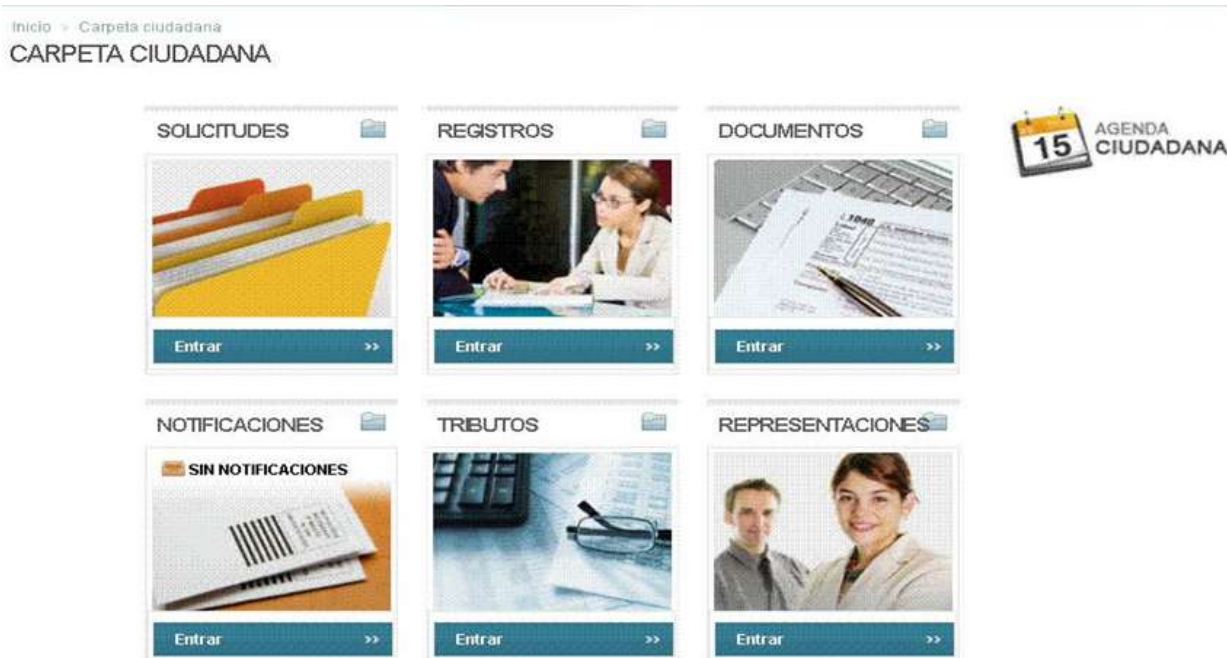 Inicio > Carpeta ciudadana
CARPETA CIUDADANA
SOLICITUDES
REGISTROS
DOCUMENTOS
15
AGENDA
CIUDADANA
1040
Entrar >>
Entrar >>
Entrar >>
NOTIFICACIONES
TRIBUTOS
REPRESENTACIONES
SIN NOTIFICACIONES
Entrar >>
Entrar >>
Entrar >>